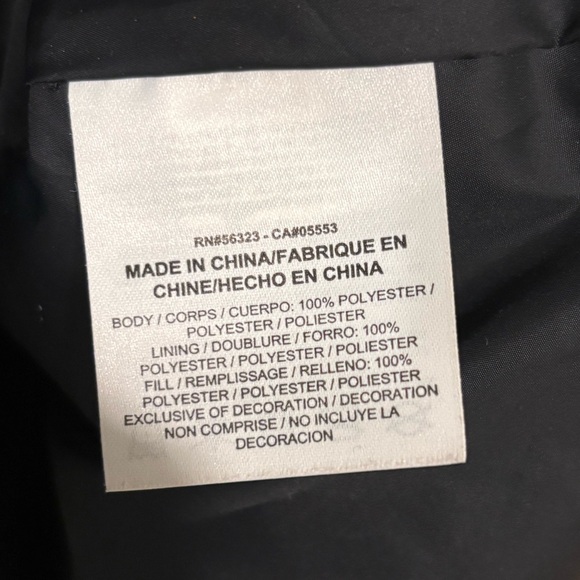 RN#56323 - CA#05553
MADE IN CHINA/FABRIQUE EN
CHINE/HECHO EN CHINA
BODY / CORPS / CUERPO: 100% POLYESTER /
POLYESTER / POLIESTER
LINING / DOUBLURE / FORRO: 100%
POLYESTER / POLYESTER / POLIESTER
FILL / REMPLISSAGE / RELLENO: 100%
POLYESTER / POLYESTER / POLIESTER
EXCLUSIVE OF DECORATION / DECORATION
NON COMPRISE / NO INCLUYE LA
DECORACION